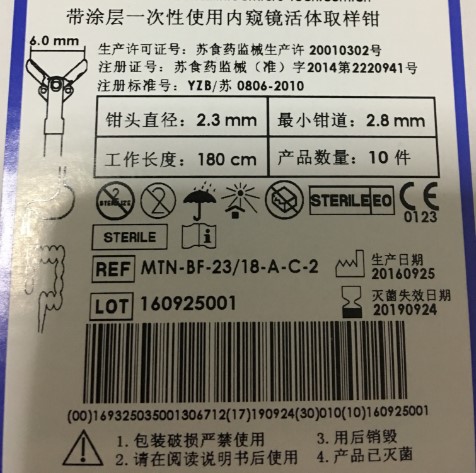 带涂层一次性使用内窥镜活体取样钳
6.0 mm
生产许可证号：苏食药监械生产许 20010302号
注册证号：苏食药监械（准）字2014第2220941号
注册标准号：YZB/苏 0806-2010
钳头直径：2.3 mm 最小钳道：2.8 mm
工作长度：180 cm 产品数量：10 件
2 STERILIZE 2 STERILE EO CE
0123
STERILE
REF MTN-BF-23/18-A-C-2 生产日期
20160925
LOT 160925001 灭菌失效日期
20190924
(00)169325035001306712(17)190924(30)010(10)160925001
1. 包装破损严禁使用 3. 用后销毁
2. 请在阅读说明书后使用 4. 产品已灭菌